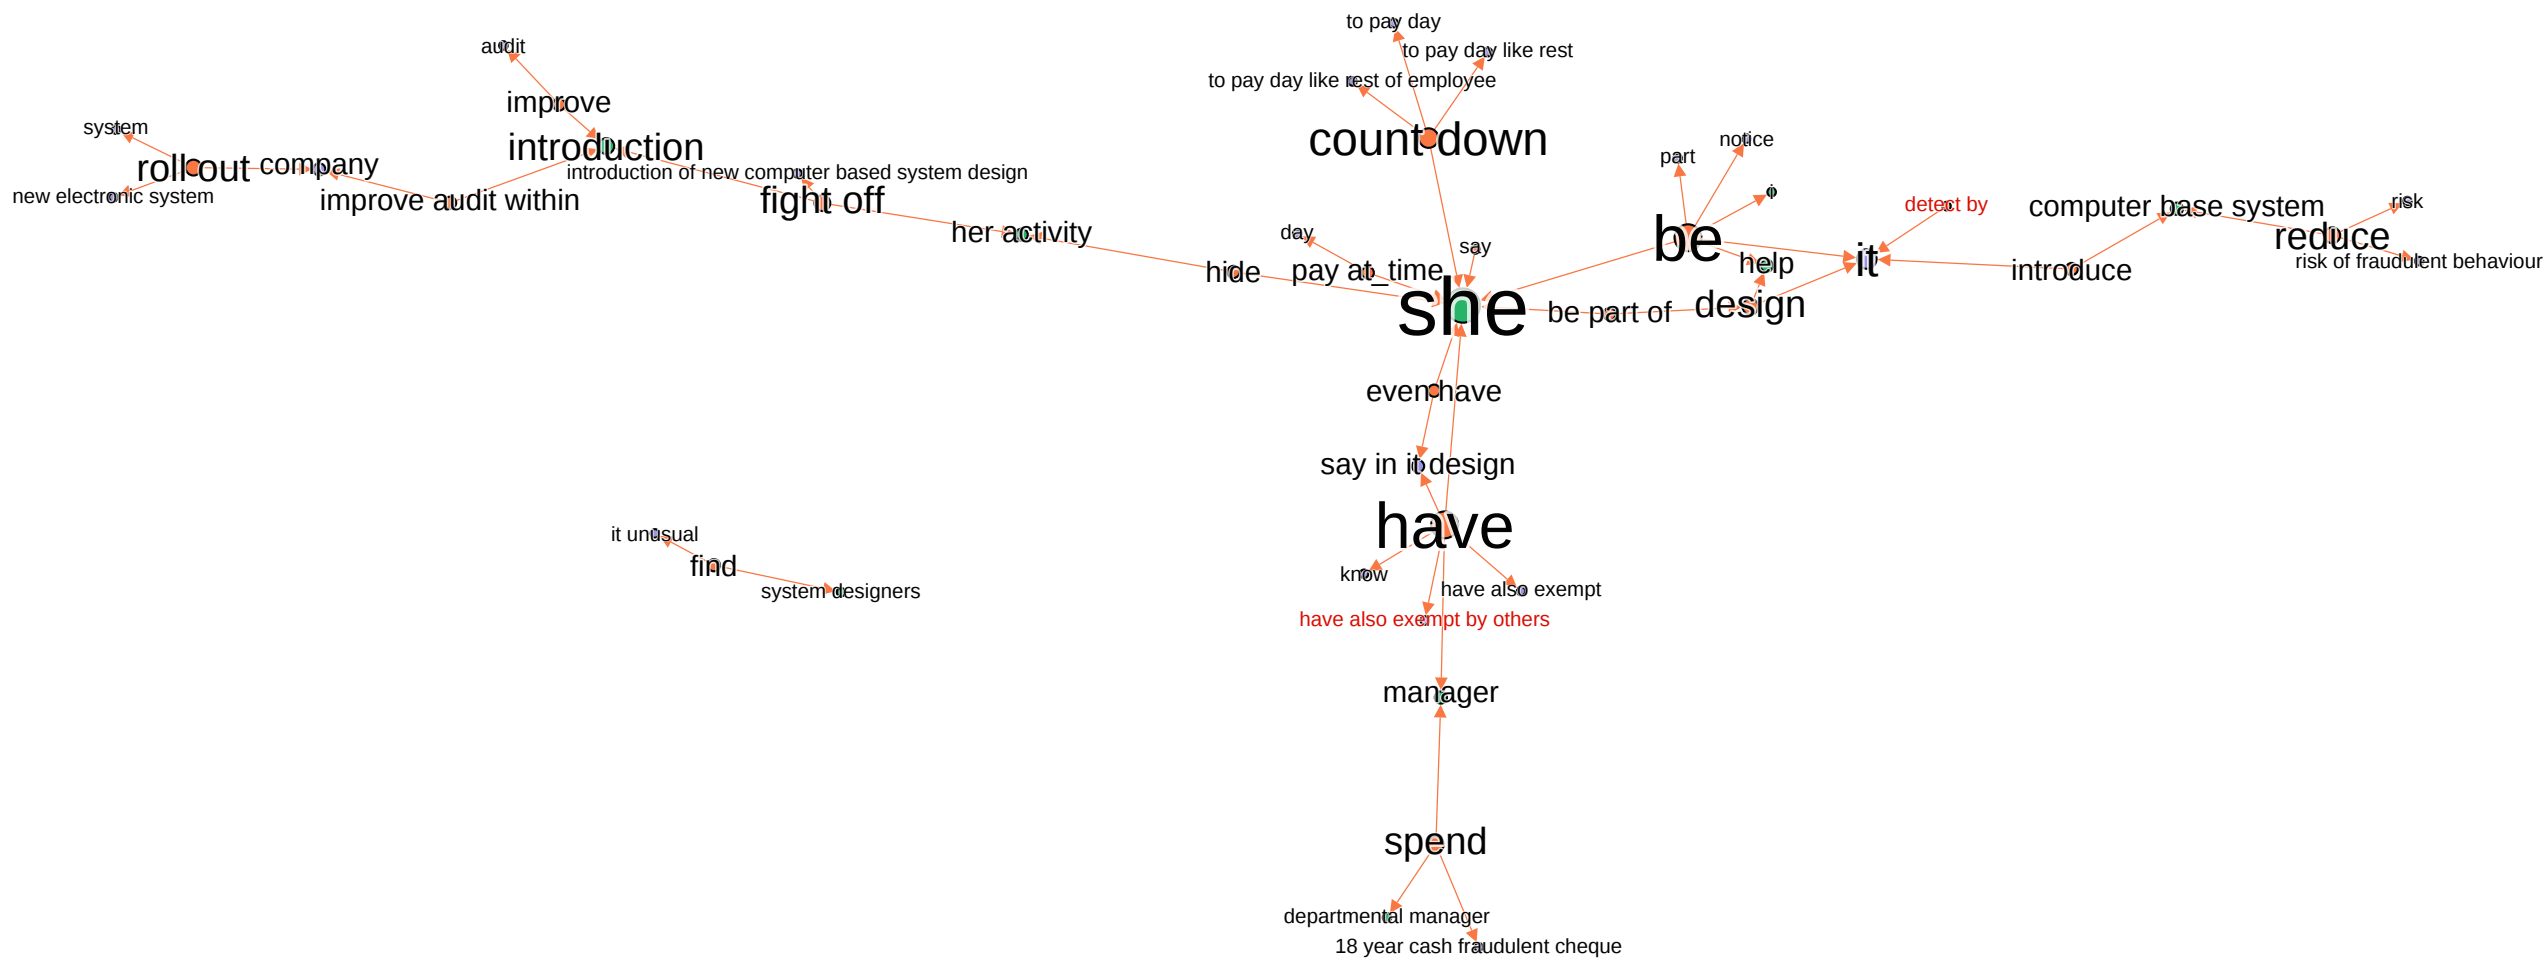 to pay day
to pay day like rest
to pay day like rest of employee
count down
audit
improve
introduction
system
roll out
company
new electronic system
improve audit within
introduction of new computer based system design
fight off
her activity
hide
day
pay at_time
say
she
notice
part
i
be
help
it
be part of
design
detect by
introduce
computer base system
risk
reduce
risk of fraudulent behaviour
even have
say in it design
have
know
have also exempt
have also exempt by others
manager
it unusual
find
system designers
spend
departmental manager
18 year cash fraudulent cheque